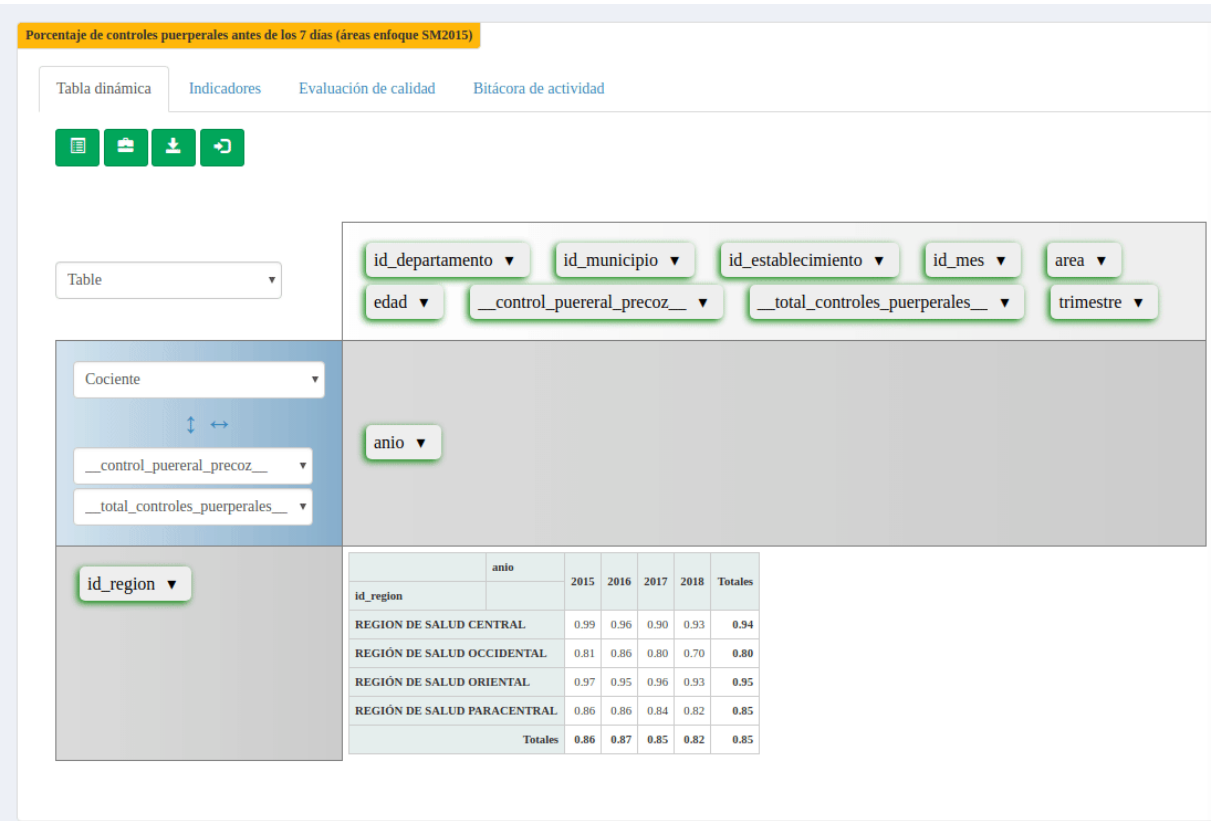 Porcentaje de controles puerperales antes de los 7 días (áreas enfoque SM2015)
Tabla dinámica Indicadores Evaluación de calidad Bitácora de actividad
id_departamento ▼ id_municipio ▼ id_establecimiento ▼ id_mes ▼ area ▼
Table ▼
edad ▼ __control_puereral_precoz__ ▼ __total_controles_puerperales__ ▼ trimestre ▼
Cociente ▼
↕ ↔
anio ▼
__control_puereral_precoz__ ▼
__total_controles_puerperales__ ▼
id_region ▼
anio 2015 2016 2017 2018 Totales
id_region
REGION DE SALUD CENTRAL 0.99 0.96 0.90 0.93 0.94
REGIÓN DE SALUD OCCIDENTAL 0.81 0.86 0.80 0.70 0.80
REGIÓN DE SALUD ORIENTAL 0.97 0.95 0.96 0.93 0.95
REGIÓN DE SALUD PARACENTRAL 0.86 0.86 0.84 0.82 0.85
Totales 0.86 0.87 0.85 0.82 0.85